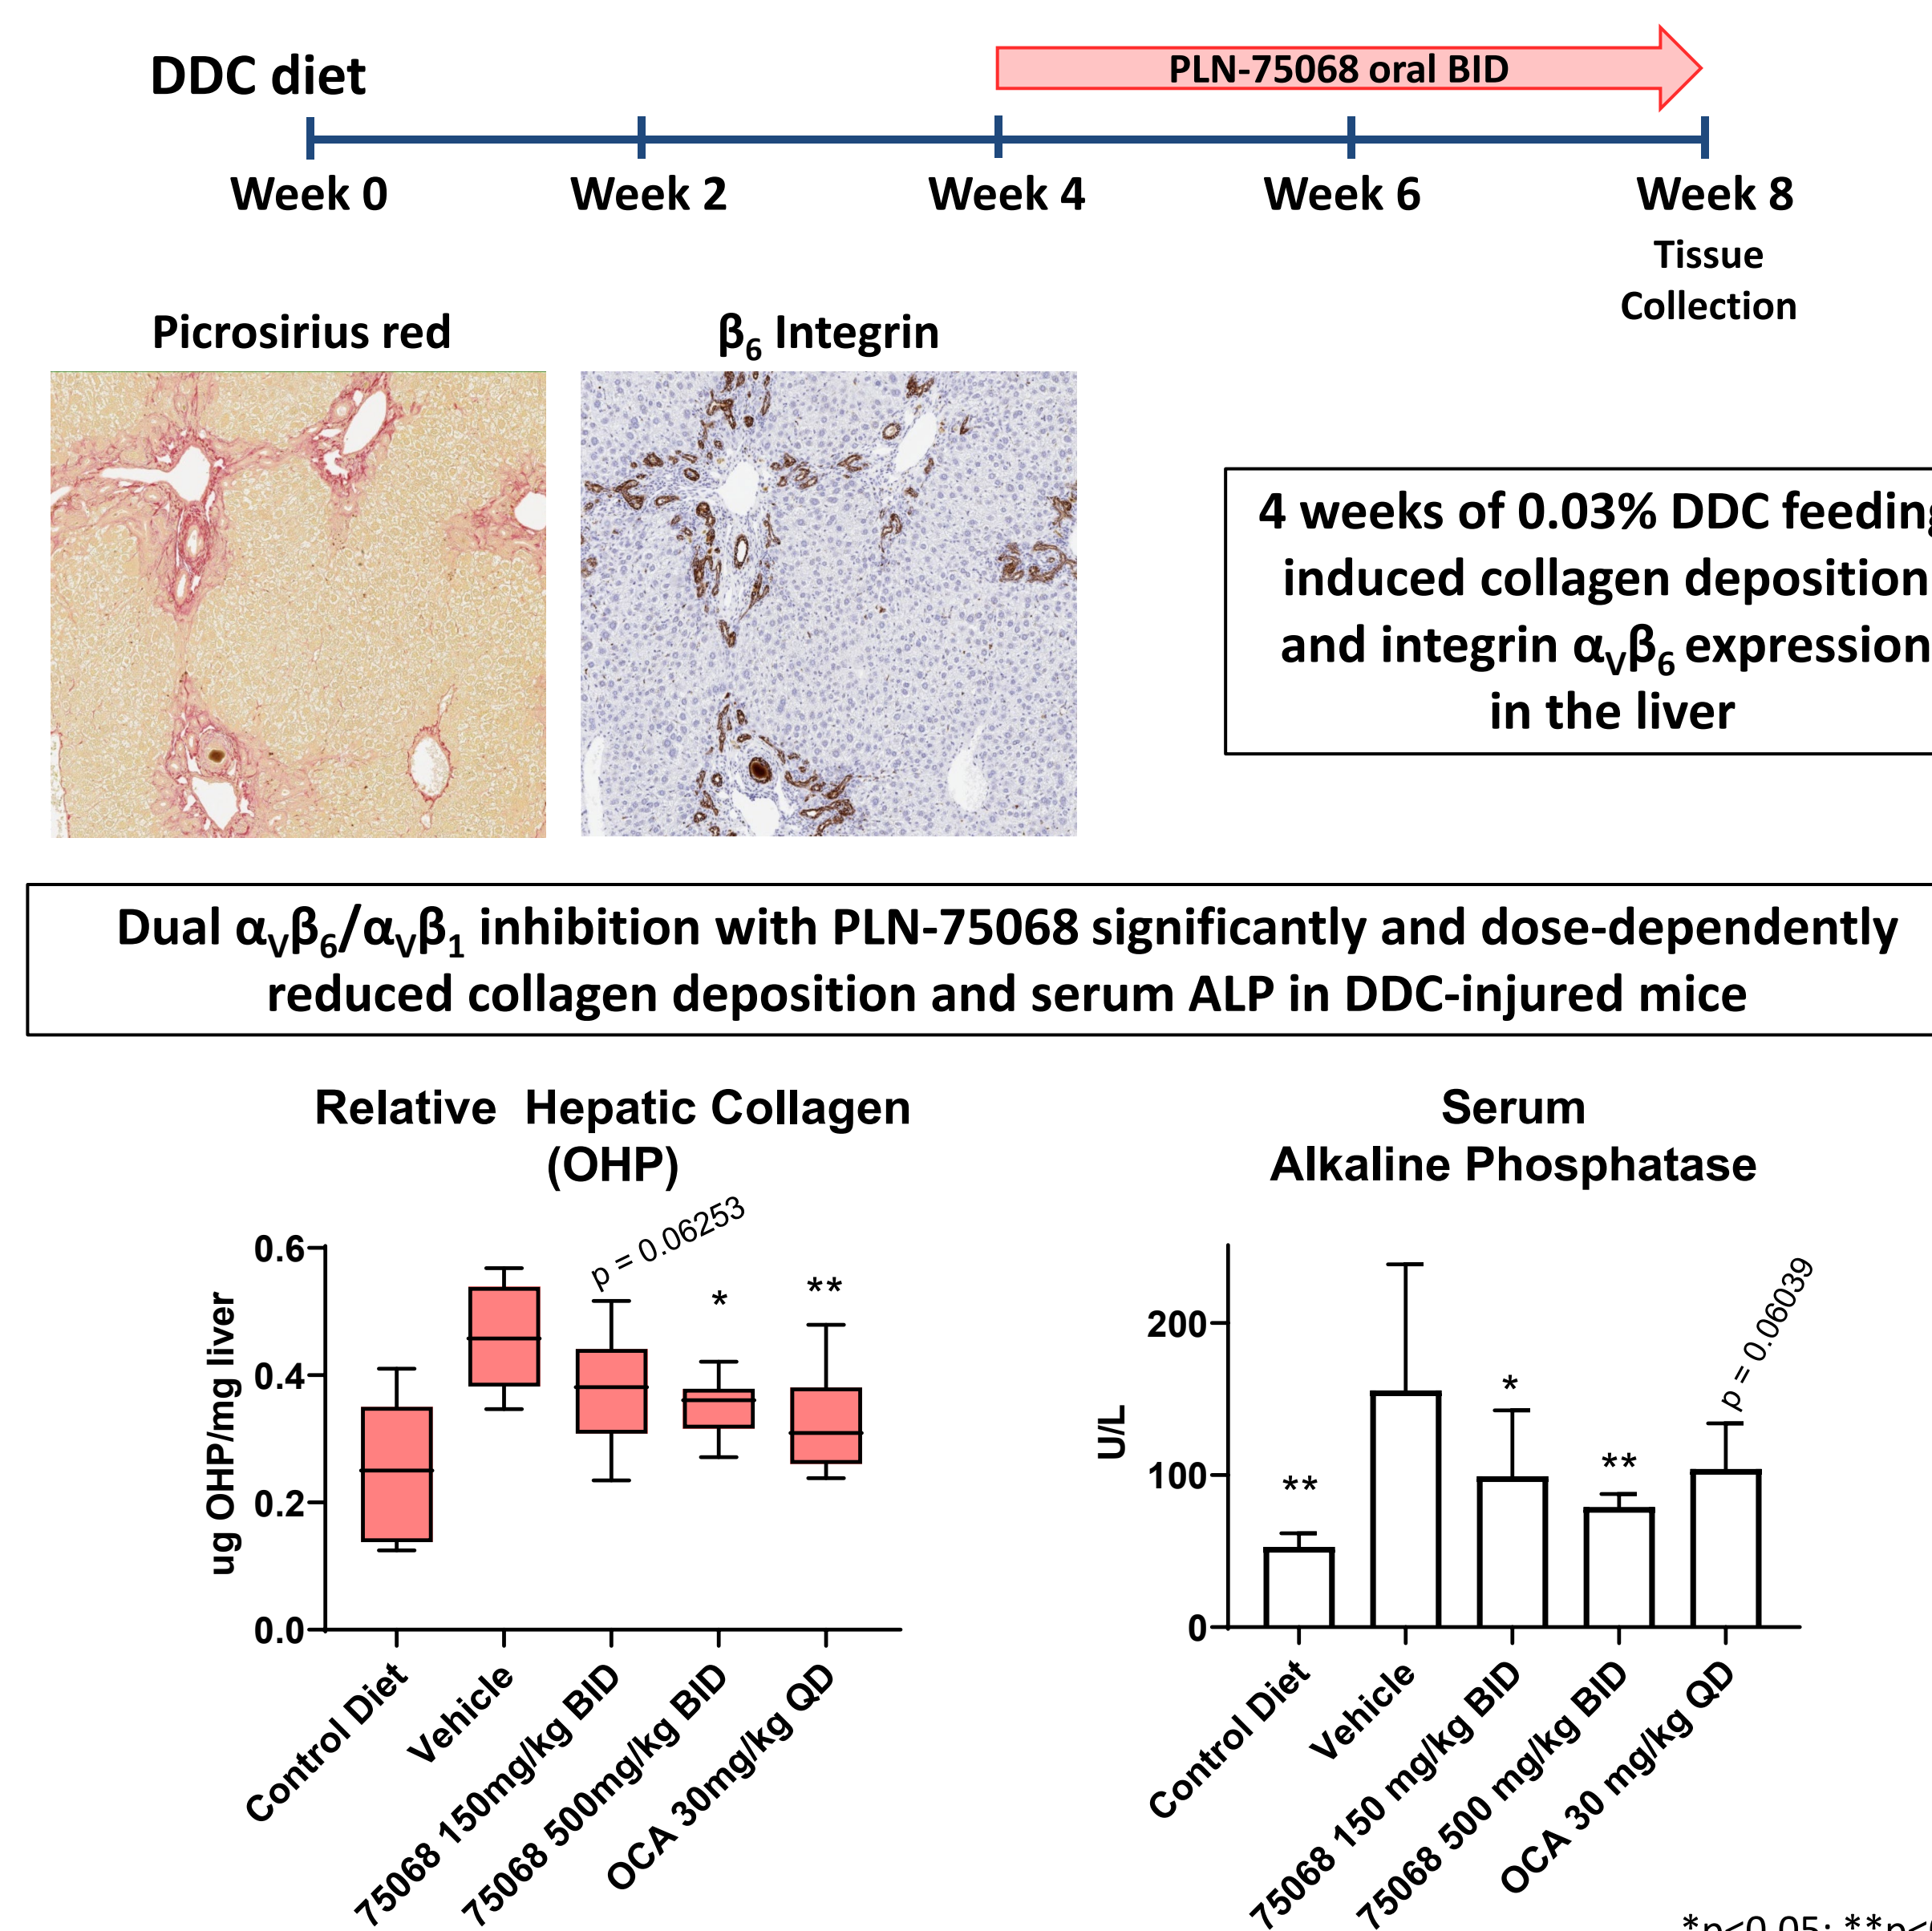 DDC diet
PLN-75068 oral BID
Week 0
Week 2
Week 4
Week 6
Week 8
Tissue
Collection
Picrosirius red
β6 Integrin
4 weeks of 0.03% DDC feeding
induced collagen deposition
and integrin αVβ6 expression
in the liver
Dual αVβ6/αVβ1 inhibition with PLN-75068 significantly and dose-dependently
reduced collagen deposition and serum ALP in DDC-injured mice
Relative Hepatic Collagen
(OHP)
ug OHP/mg liver
0.6
0.4
0.2
0.0
p = 0.06253
*
**
Control Diet
Vehicle
75068 150mg/kg BID
75068 500mg/kg BID
OCA 30mg/kg QD
Serum
Alkaline Phosphatase
U/L
200
100
0
**
*
**
p = 0.06039
Control Diet
Vehicle
75068 150 mg/kg BID
75068 500 mg/kg BID
OCA 30 mg/kg QD
*p<0.05; **p<